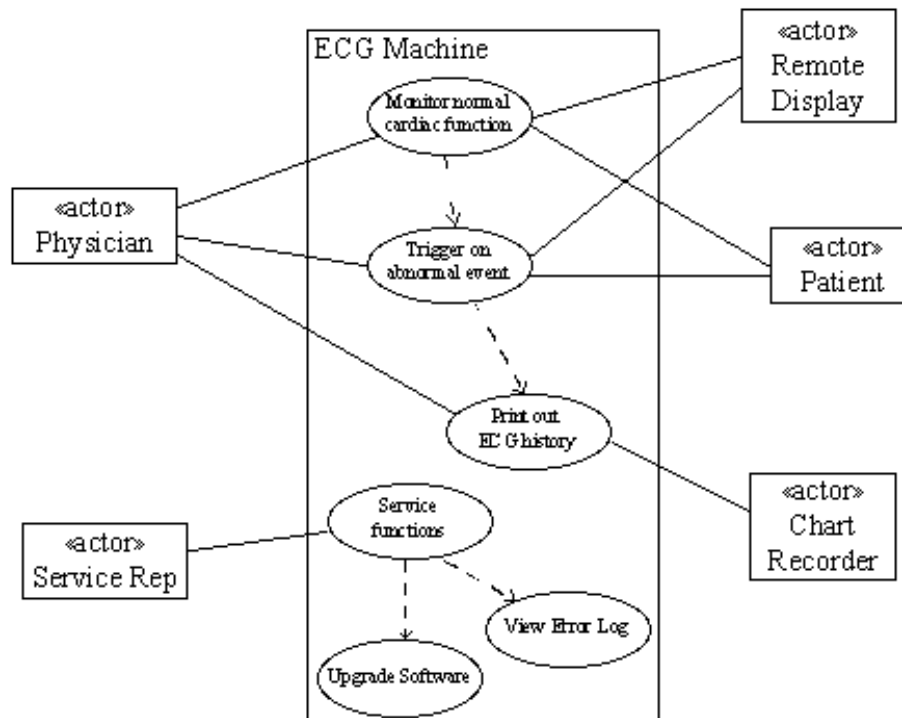 ECG Machine
«actor»
Remote
Display
Monitor normal
cardiac function
«actor»
Physician
Trigger on
abnormal event
«actor»
Patient
Print out
ECG history
Service
functions
«actor»
Chart
Recorder
«actor»
Service Rep
View Error Log
Upgrade Software